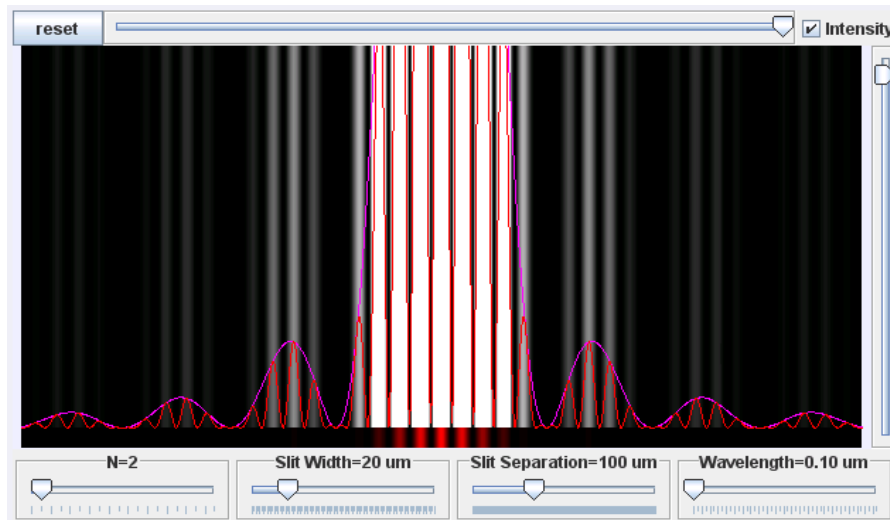 reset
Intensity
N=2
Slit Width=20 um
Slit Separation=100 um
Wavelength=0.10 um